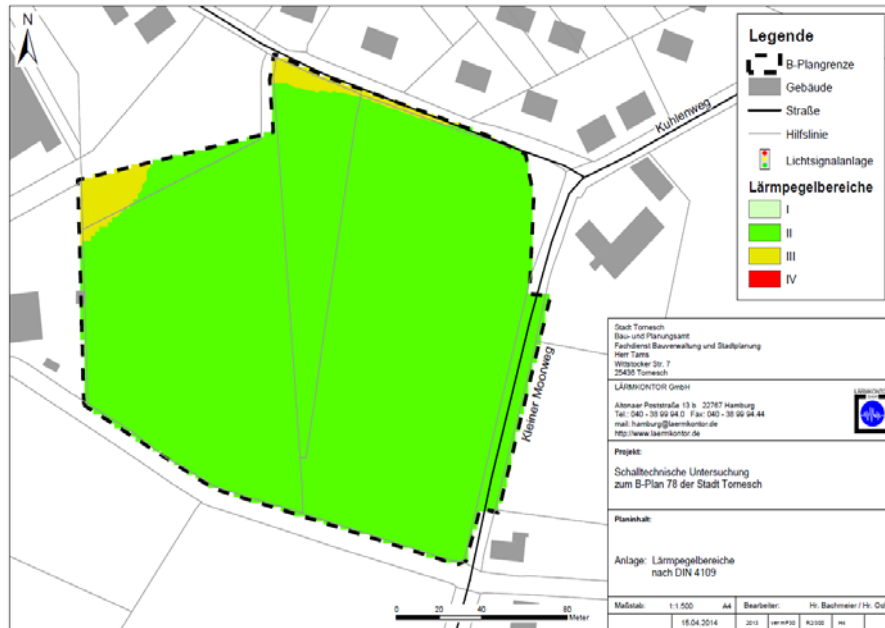 N
Legende
B-Plangrenze
Gebäude
Straße
Hilfslinie
Lichtsignalanlage
Lärmpegelbereiche
I
II
III
IV
Kuhlenweg
Kleiner Moorweg
Stadt Tornesch
Bau- und Planungsamt
Fachdienst Bauverwaltung und Stadtplanung
Herr Tams
Wittstocker Str. 7
25436 Tornesch
LÄRMKONTOR GmbH
Altonaer Poststraße 13 b 22767 Hamburg
Tel.: 040 - 38 99 94.0 Fax: 040 - 38 99 94.44
mail: hamburg@laermkontor.de
http://www.laermkontor.de
Projekt:
Schalltechnische Untersuchung
zum B-Plan 78 der Stadt Tornesch
Planinhalt:
Anlage: Lärmpegelbereiche
nach DIN 4109
Maßstab: 1:1.500 A4 Bearbeiter: Hr. Bachmeier / Hr.
15.04.2014 2013
0 20 40 80
Meter